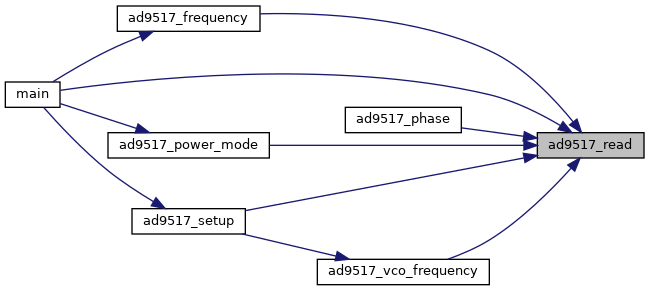 ad9517_frequency
main
ad9517_phase
ad9517_power_mode
ad9517_read
ad9517_setup
ad9517_vco_frequency